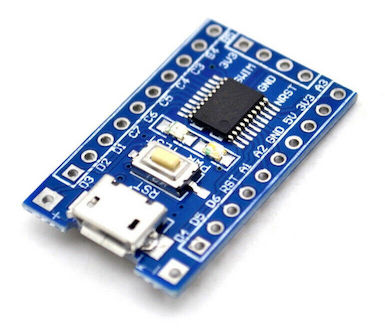 3V3
SWIM
GND
NRST
D3 D2 D1 C7 C6 C5 C4 C3
D4 D5 D6 RST A1 A2 GND 5V 3V3 A3
RST
+